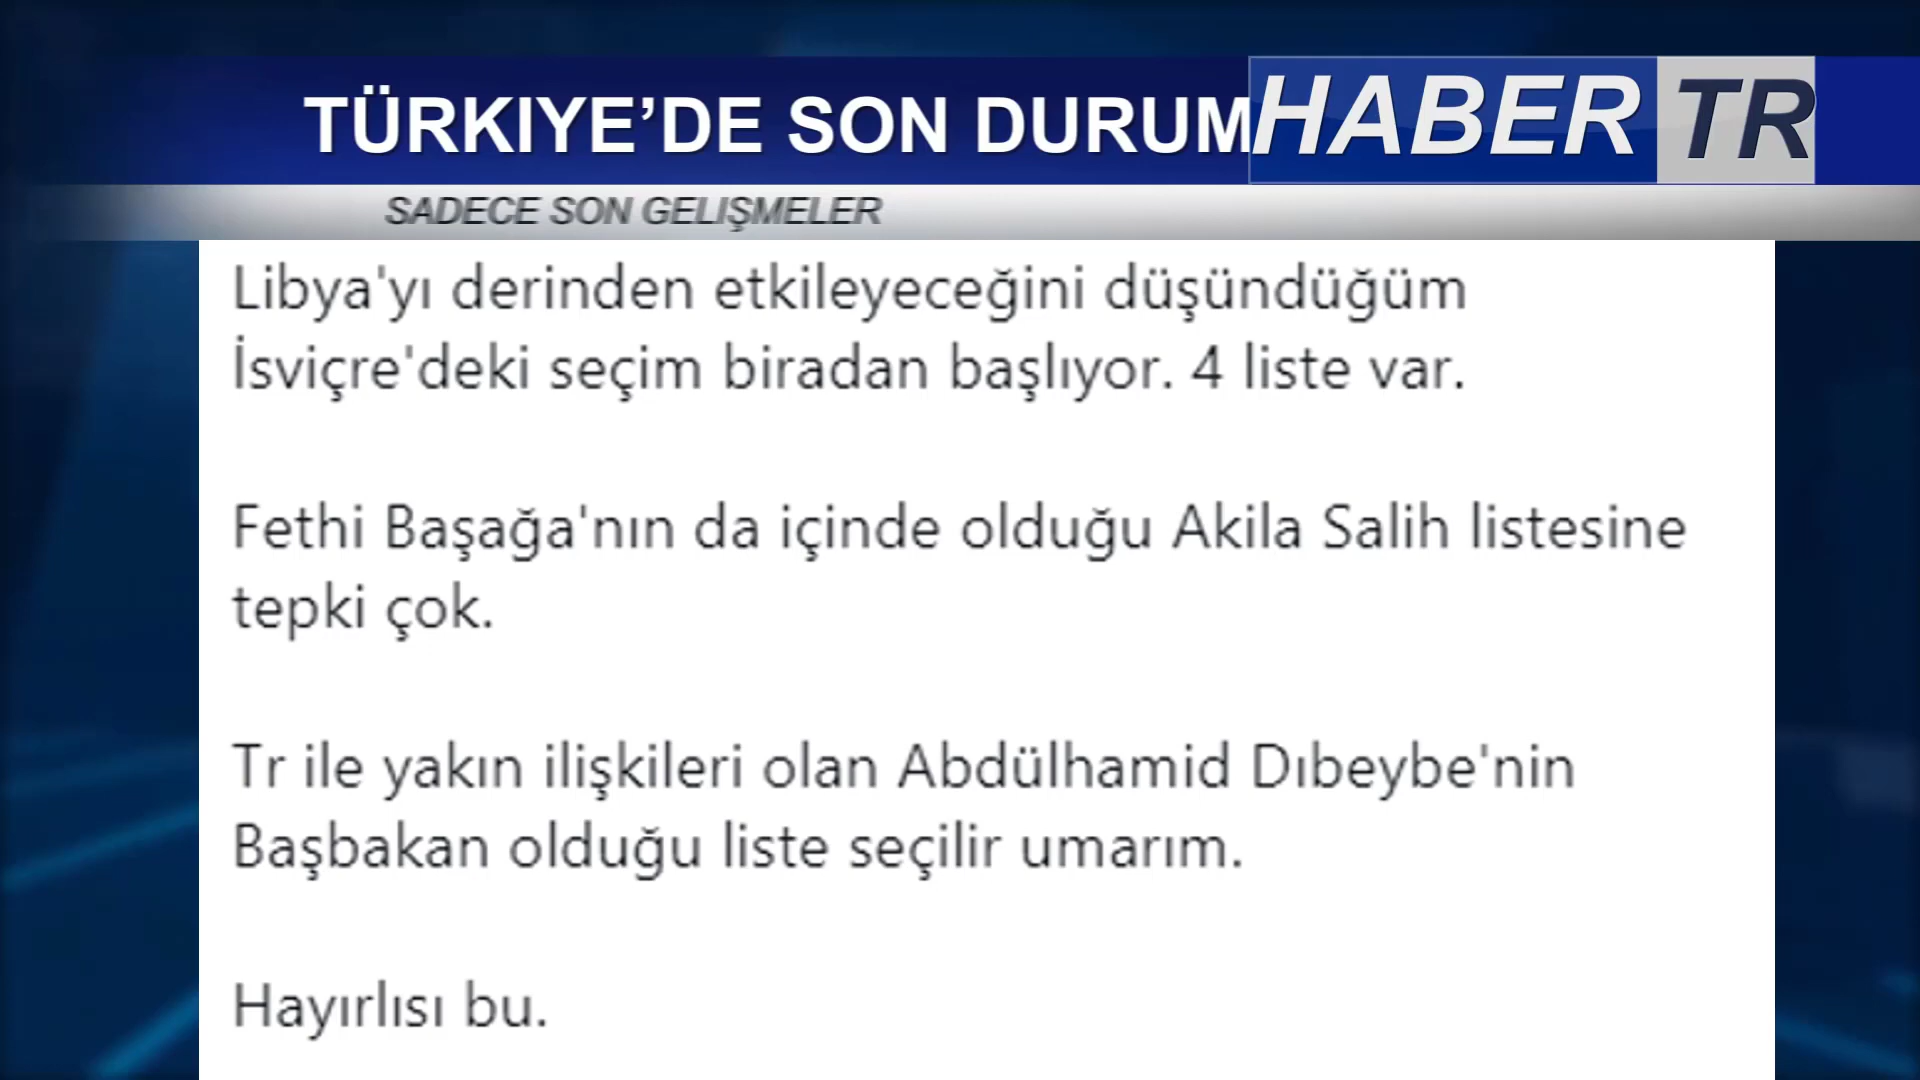 TÜRKIYE’DE SON DURUM
HABER TR
SADECE SON GELIŞMELER
Libya'yı derinden etkileyeceğini düşündüğüm
İsviçre'deki seçim biradan başlıyor. 4 liste var.
Fethi Başağa'nın da içinde olduğu Akila Salih listesine
tepki çok.
Tr ile yakın ilişkileri olan Abdülhamid Dıbeybe'nin
Başbakan olduğu liste seçilir umarım.
Hayırlısı bu.